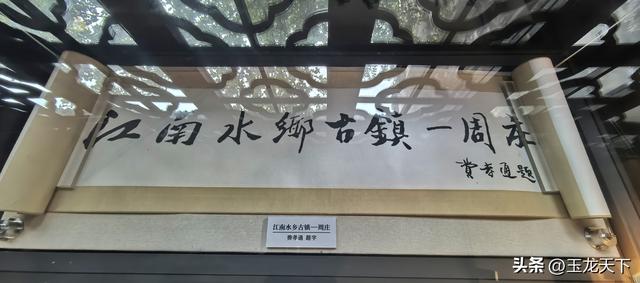 江南水鄉古鎮一周庄
費孝通題
江南水乡古镇—周庄
费孝通 题字
头条 @玉龙天下